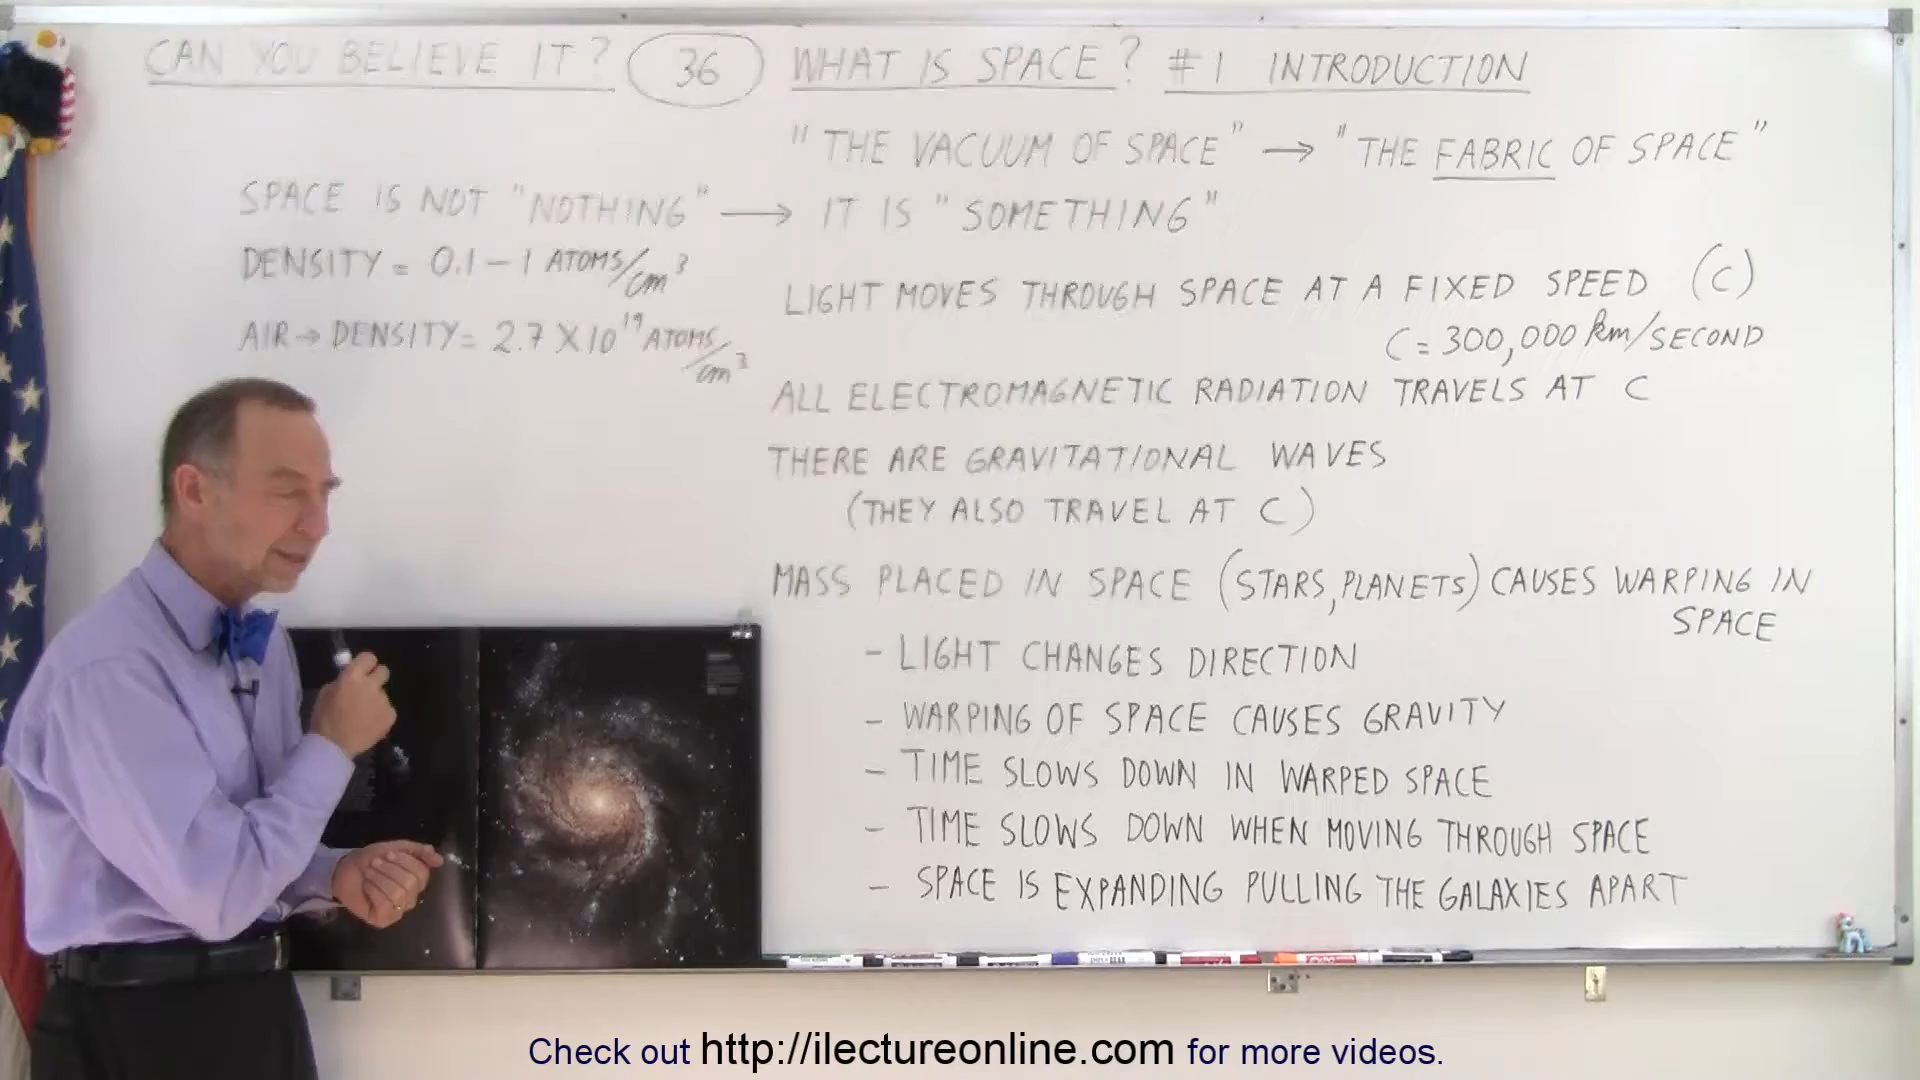 CAN YOU BELIEVE IT? 36 WHAT IS SPACE? #1 INTRODUCTION
"THE VACUUM OF SPACE" → "THE FABRIC OF SPACE"
SPACE IS NOT "NOTHING" → IT IS "SOMETHING"
DENSITY = 0.1 - 1 ATOMS/cm³
AIR → DENSITY = 2.7 X 10¹⁹ ATOMS/cm³
LIGHT MOVES THROUGH SPACE AT A FIXED SPEED (C)
C = 300,000 km/SECOND
ALL ELECTROMAGNETIC RADIATION TRAVELS AT C
THERE ARE GRAVITATIONAL WAVES
(THEY ALSO TRAVEL AT C)
MASS PLACED IN SPACE (STARS, PLANETS) CAUSES WARPING IN
SPACE
- LIGHT CHANGES DIRECTION
- WARPING OF SPACE CAUSES GRAVITY
- TIME SLOWS DOWN IN WARPED SPACE
- TIME SLOWS DOWN WHEN MOVING THROUGH SPACE
- SPACE IS EXPANDING PULLING THE GALAXIES APART
Check out http://ilectureonline.com for more videos.